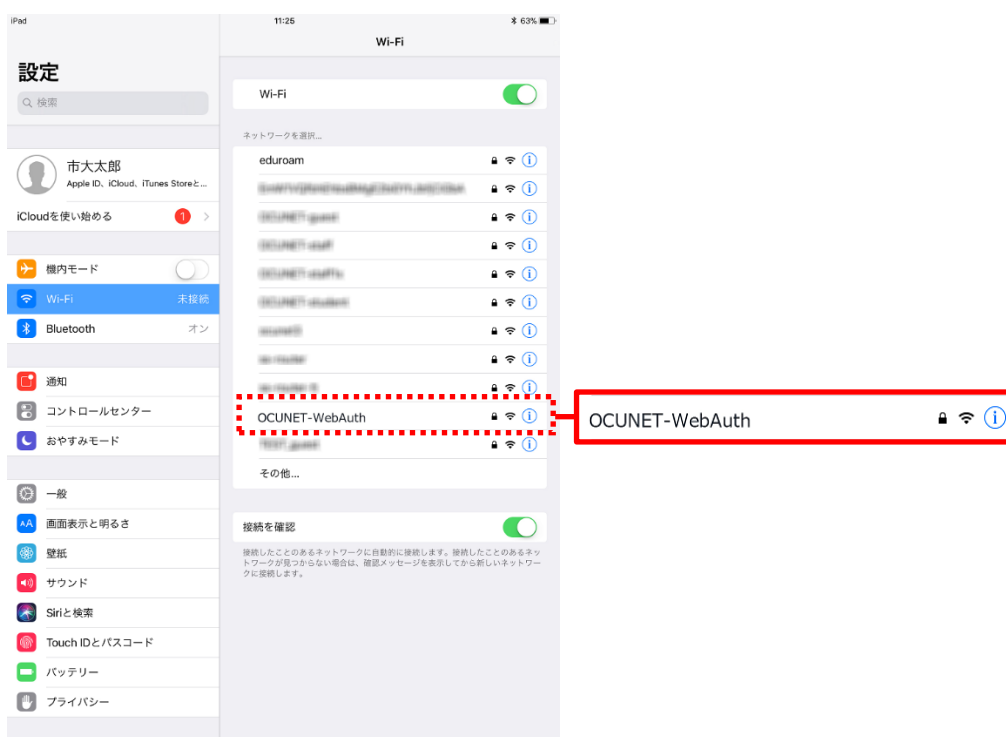 iPad
11:25
63%
Wi-Fi
設定
検索
市大太郎
Apple ID、iCloud、iTunes Storeと...
iCloudを使い始める
1
機内モード
Wi-Fi
未接続
Bluetooth
オン
通知
コントロールセンター
おやすみモード
一般
AA
画面表示と明るさ
壁紙
サウンド
Siriと検索
Touch IDとパスコード
バッテリー
プライバシー
Wi-Fi
ネットワークを選択...
eduroam
OCUNET-WebAuth
その他...
接続を確認
接続したことのあるネットワークに自動的に接続します。接続したことのあるネッ
トワークが見つからない場合は、確認メッセージを表示してから新しいネットワー
クに接続します。
OCUNET-WebAuth